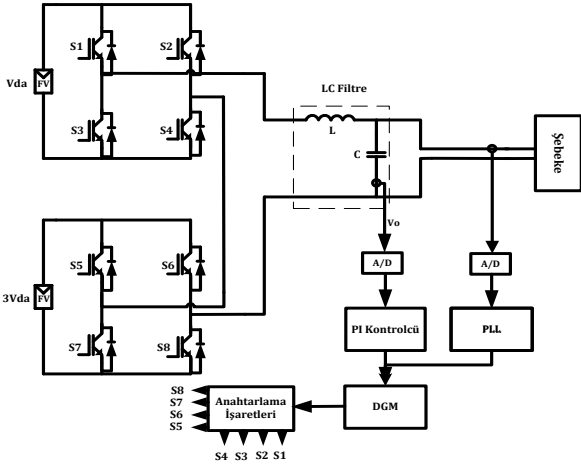 S1
S2
Vda
FV
LC Filtre
S3
S4
L
C
Şebeke
Vo
S5
S6
A/D
A/D
3Vda
FV
S7
S8
PI Kontrolcü
PLL
S8
S7
S6
S5
Anahtarlama
İşaretleri
DGM
S4
S3
S2
S1